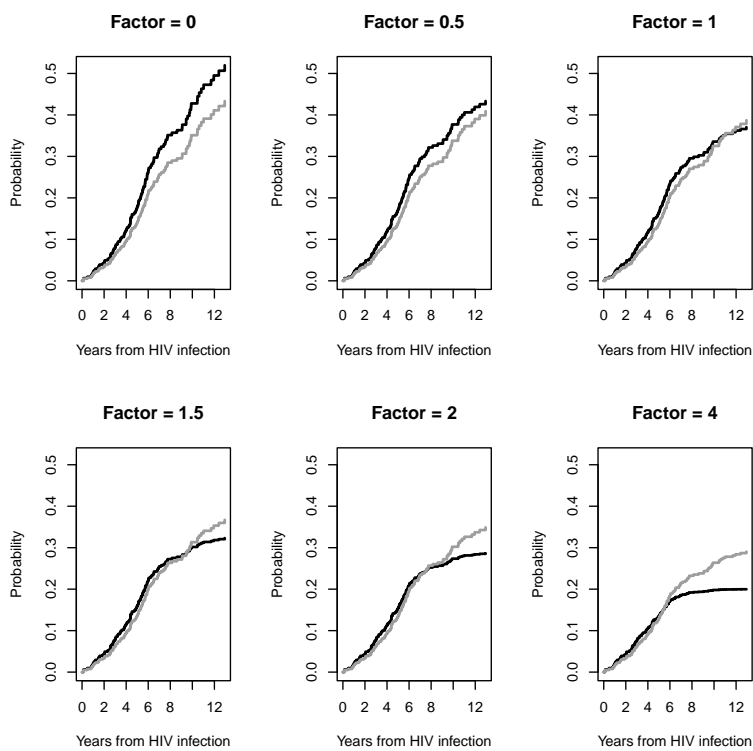 Factor = 0
Factor = 0.5
Factor = 1
Probability
0.0 0.1 0.2 0.3 0.4 0.5
0 2 4 6 8 12
Years from HIV infection
Probability
0.0 0.1 0.2 0.3 0.4 0.5
0 2 4 6 8 12
Years from HIV infection
Probability
0.0 0.1 0.2 0.3 0.4 0.5
0 2 4 6 8 12
Years from HIV infection
Factor = 1.5
Factor = 2
Factor = 4
Probability
0.0 0.1 0.2 0.3 0.4 0.5
0 2 4 6 8 12
Years from HIV infection
Probability
0.0 0.1 0.2 0.3 0.4 0.5
0 2 4 6 8 12
Years from HIV infection
Probability
0.0 0.1 0.2 0.3 0.4 0.5
0 2 4 6 8 12
Years from HIV infection